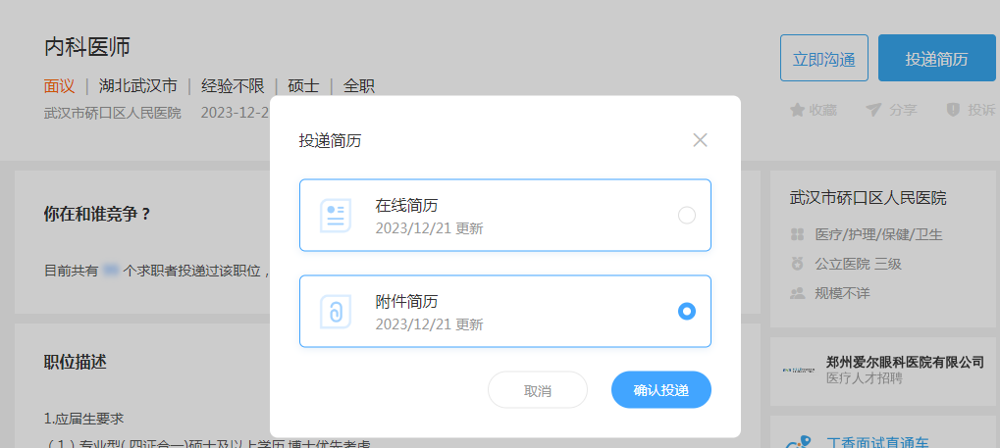 内科医师
立即沟通
投递简历
面议 | 湖北武汉市 | 经验不限 | 硕士 | 全职
武汉市硚口区人民医院 2023-12-2
收藏 分享 投诉
投递简历
在线简历
2023/12/21 更新
附件简历
2023/12/21 更新
取消
确认投递
你在和谁竞争？
目前共有 个求职者投递过该职位，
职位描述
1.应届生要求
（1）专业型( 四证合一)硕士及以上学历,博士优先考虑
武汉市硚口区人民医院
医疗/护理/保健/卫生
公立医院 三级
规模不详
郑州爱尔眼科医院有限公司
医疗人才招聘
丁香面试直通车